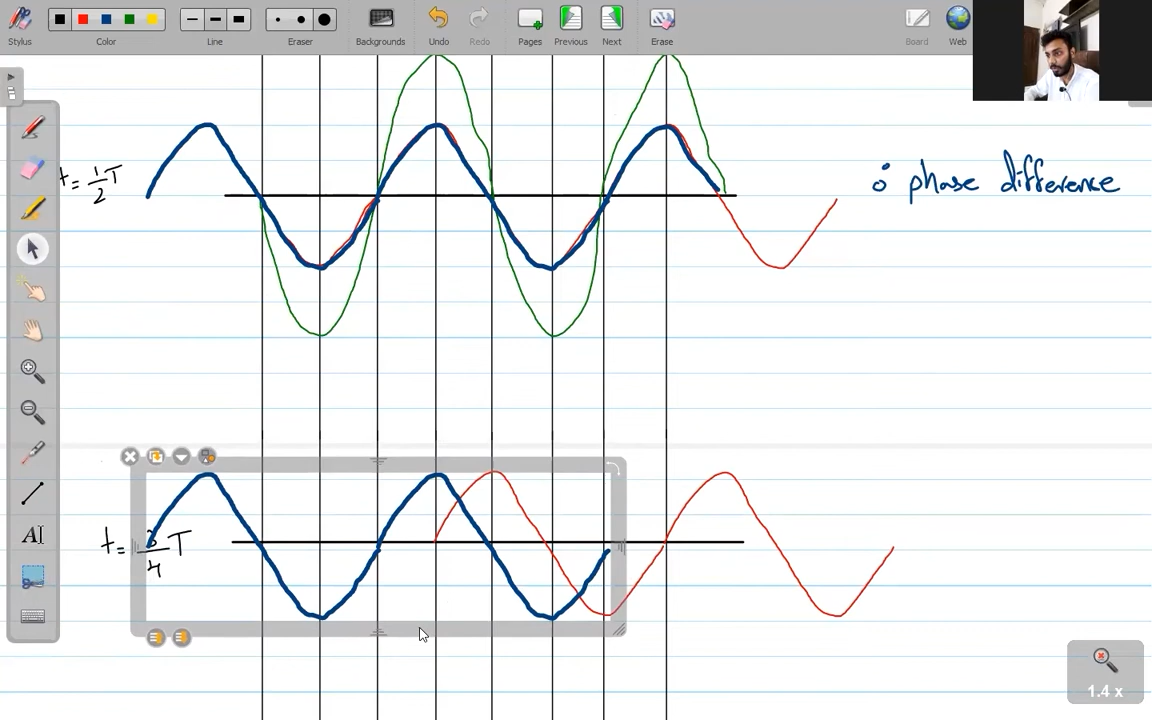 Stylus
Color
Line
Eraser
Backgrounds
Undo
Redo
Pages
Previous
Next
Erase
Board
Web
t = 1/2 T
: phase difference
t = 3/4 T
A
1.4 x